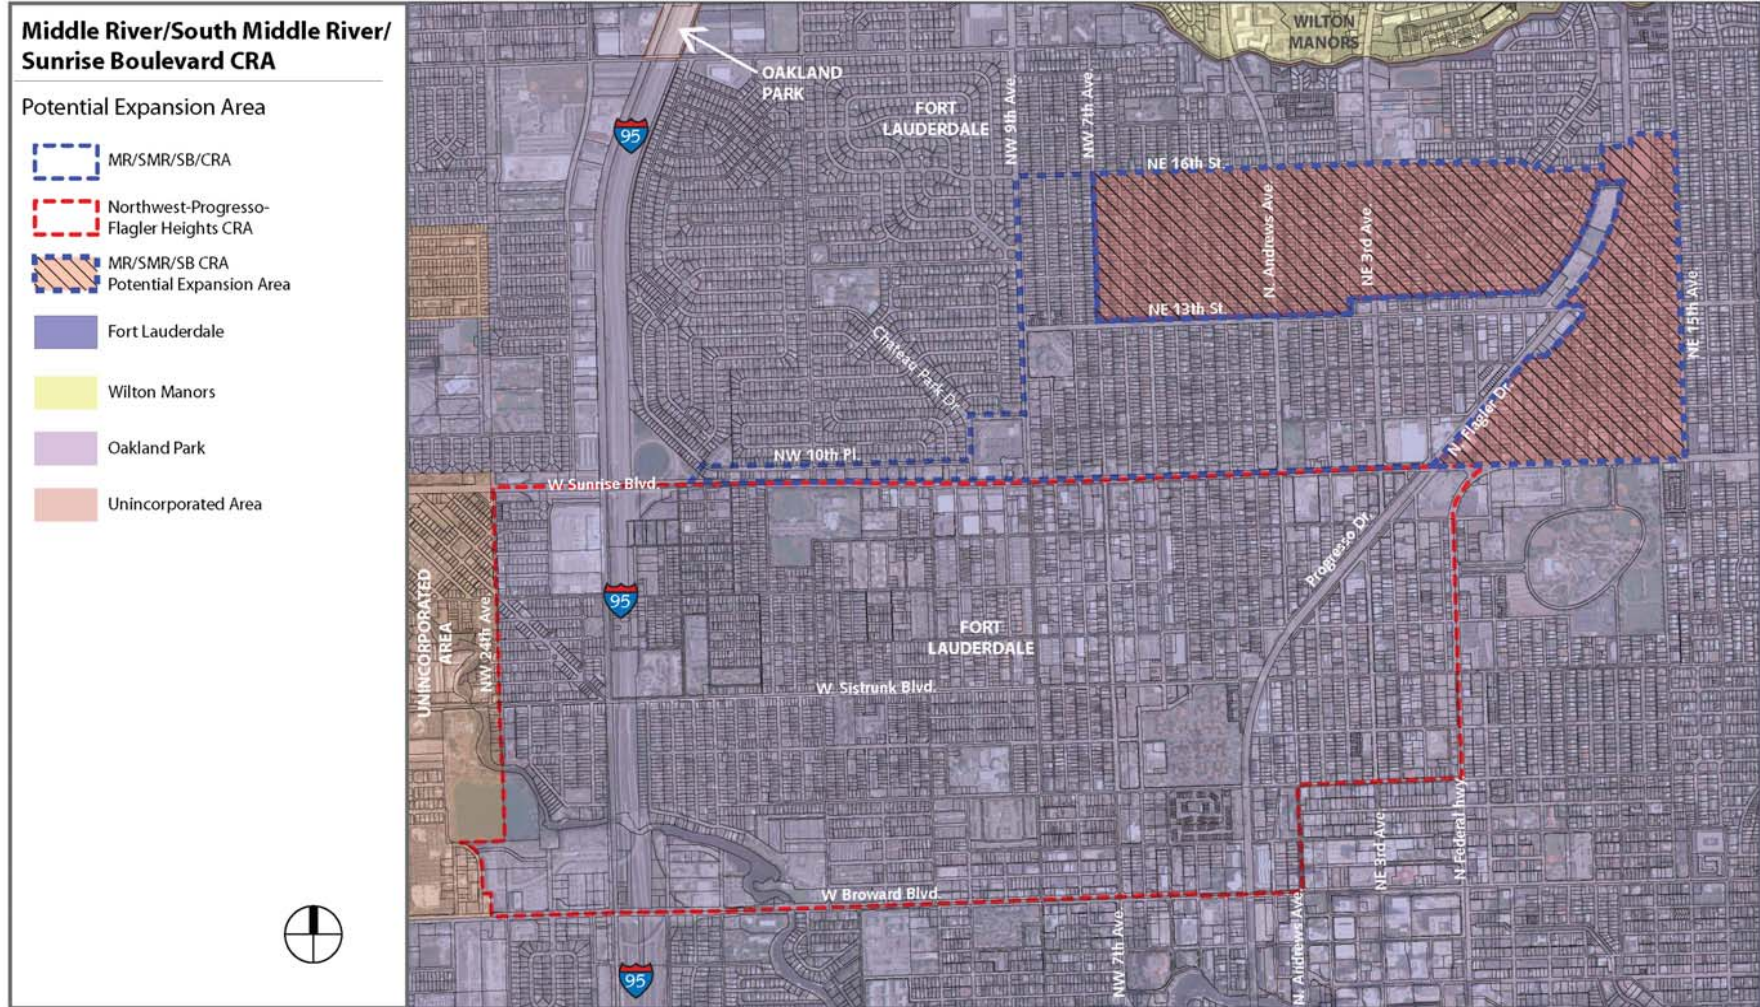 Middle River/South Middle River/
Sunrise Boulevard CRA
Potential Expansion Area
MR/SMR/SB/CRA
Northwest-Progresso-
Flagler Heights CRA
MR/SMR/SB CRA
Potential Expansion Area
Fort Lauderdale
Wilton Manors
Oakland Park
Unincorporated Area
WILTON
MANORS
OAKLAND
PARK
FORT
LAUDERDALE
95
NW 9th Ave.
NW 7th Ave.
NE 16th St.
N. Andrews Ave.
NE 3rd Ave.
NE 13th St.
NE 15th Ave.
Chateau Park Dr.
N. Flagler Dr.
NW 10th Pl.
W Sunrise Blvd.
Progresso Dr.
UNINCORPORATED
AREA
NW 24th Ave.
95
FORT
LAUDERDALE
W Sistrunk Blvd.
NE 3rd Ave.
N Federal hwy.
W Broward Blvd.
NW 7th Ave.
N. Andrews Ave.
95